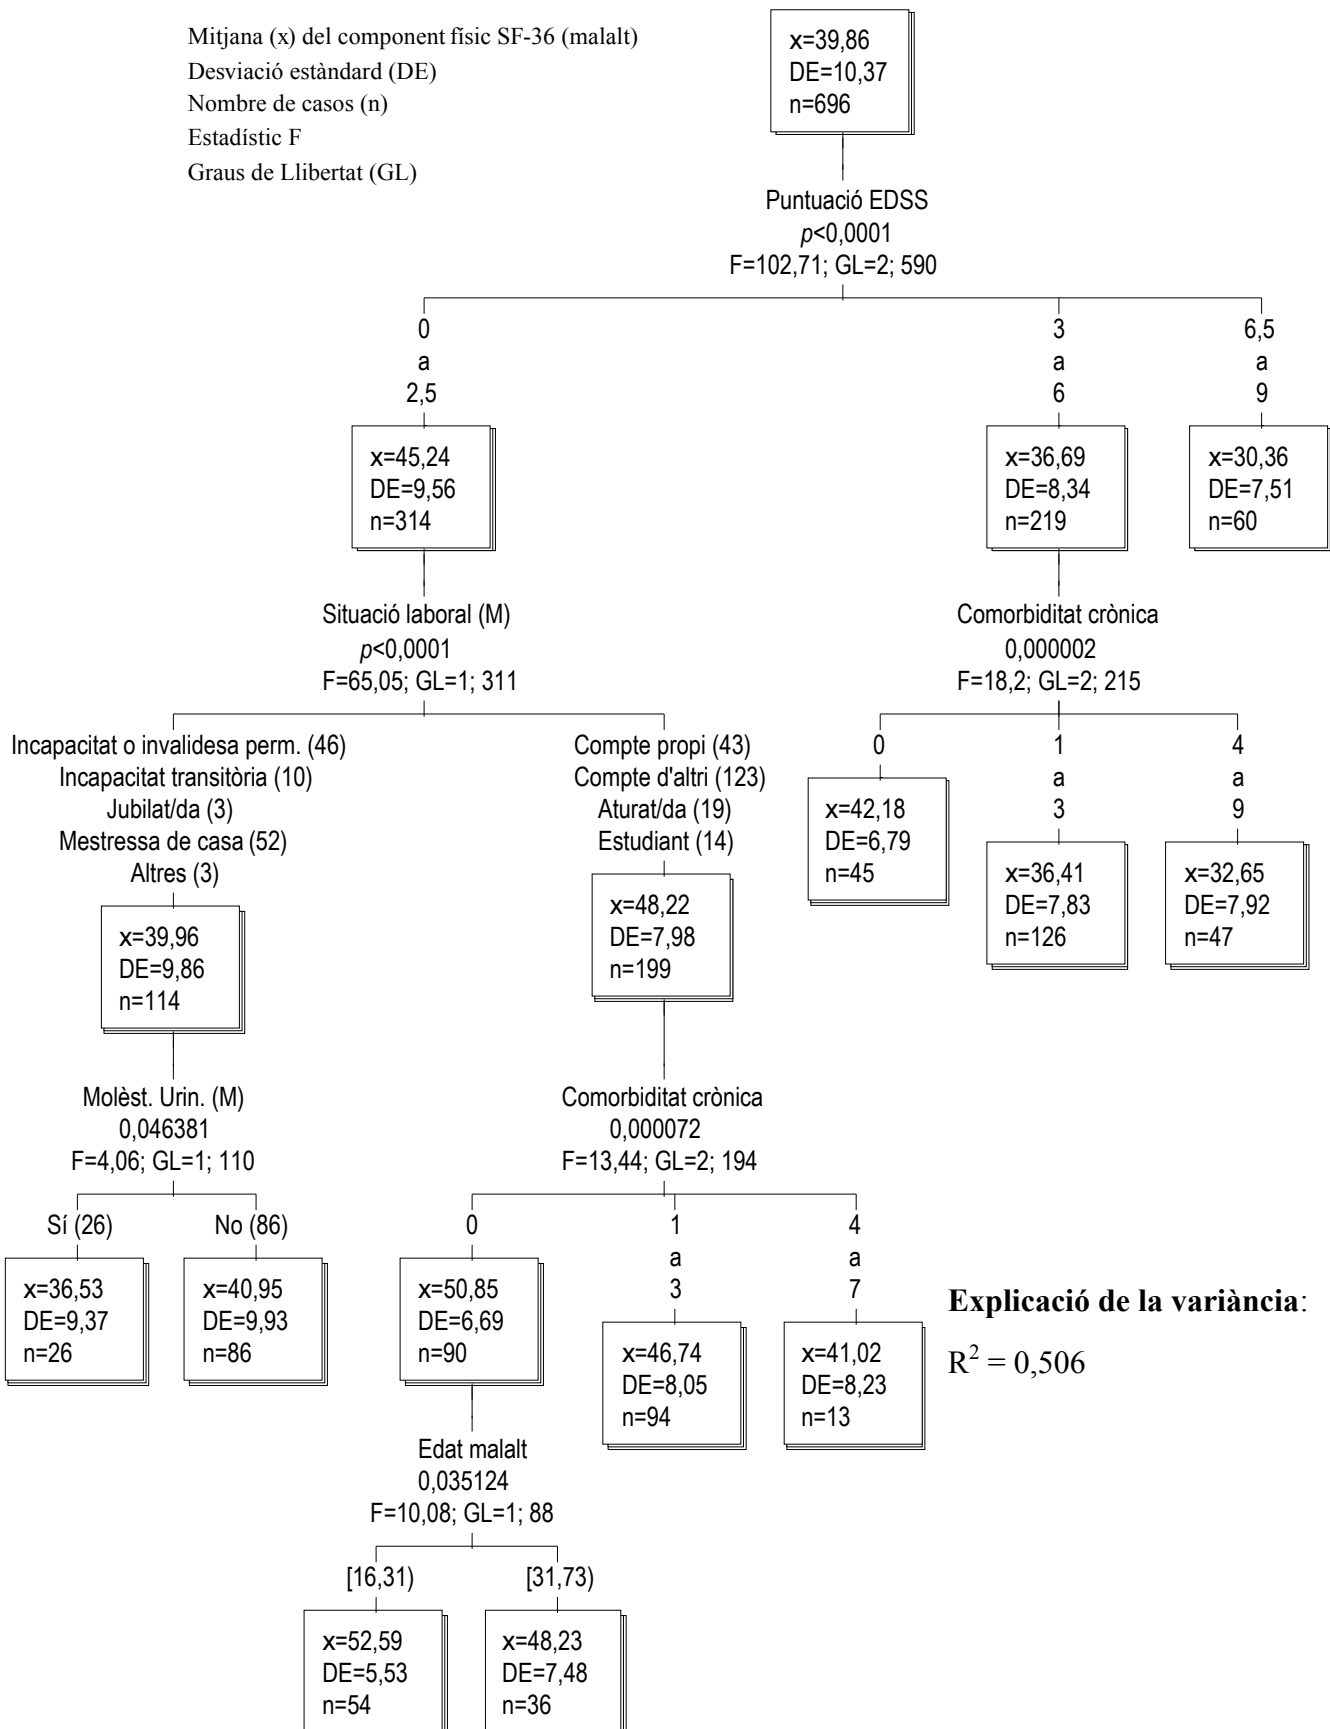 Mitjana (x) del component físic SF-36 (malalt)
Desviació estàndard (DE)
Nombre de casos (n)
Estadístic F
Graus de Llibertat (GL)
x=39,86
DE=10,37
n=696
Puntuació EDSS
p<0,0001
F=102,71; GL=2; 590
0
a
2,5
3
a
6
6,5
a
9
x=45,24
DE=9,56
n=314
x=36,69
DE=8,34
n=219
x=30,36
DE=7,51
n=60
Situació laboral (M)
p<0,0001
F=65,05; GL=1; 311
Comorbiditat crònica
0,000002
F=18,2; GL=2; 215
Incapacitat o invalidesa perm. (46)
Incapacitat transitòria (10)
Jubilat/da (3)
Mestressa de casa (52)
Altres (3)
Compte propi (43)
Compte d'altri (123)
Aturat/da (19)
Estudiant (14)
0
1
a
3
4
a
9
x=42,18
DE=6,79
n=45
x=36,41
DE=7,83
n=126
x=32,65
DE=7,92
n=47
x=39,96
DE=9,86
n=114
x=48,22
DE=7,98
n=199
Molèst. Urin. (M)
0,046381
F=4,06; GL=1; 110
Comorbiditat crònica
0,000072
F=13,44; GL=2; 194
Sí (26)
No (86)
0
1
a
3
4
a
7
x=36,53
DE=9,37
n=26
x=40,95
DE=9,93
n=86
x=50,85
DE=6,69
n=90
x=46,74
DE=8,05
n=94
x=41,02
DE=8,23
n=13
Explicació de la variància:
R² = 0,506
Edat malalt
0,035124
F=10,08; GL=1; 88
[16,31)
[31,73)
x=52,59
DE=5,53
n=54
x=48,23
DE=7,48
n=36